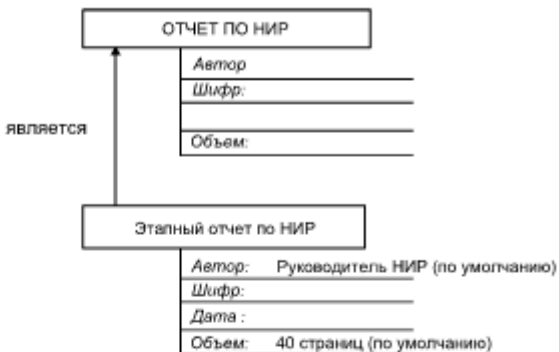 ОТЧЕТ ПО НИР
Автор
Шифр:
Объем:
является
Этапный отчет по НИР
Автор: Руководитель НИР (по умолчанию)
Шифр:
Дата :
Объем: 40 страниц (по умолчанию)